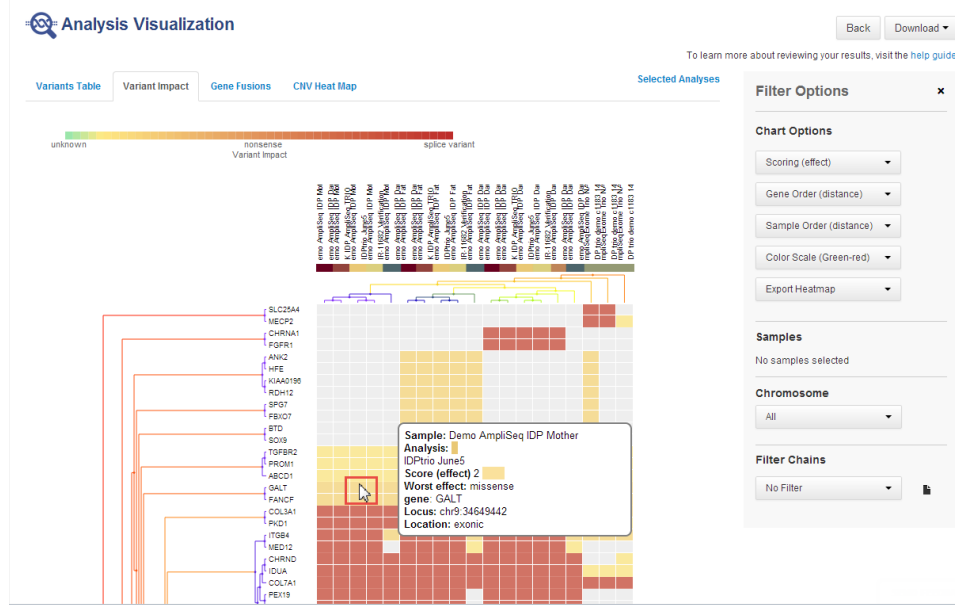 Analysis Visualization
Back
Download
To learn more about reviewing your results, visit the help guide
Variants Table
Variant Impact
Gene Fusions
CNV Heat Map
Selected Analyses
unknown
nonsense
splice variant
Variant Impact
SLC25A4
MECP2
CHRNA1
FGFR1
ANK2
HFE
KIAA0196
RDH12
SPG7
FBXO7
BTD
SOX9
TGFBR2
PROM1
ABCD1
GALT
FANCF
COL3A1
PKD1
ITGB4
MED12
CHRND
IDUA
COL7A1
PEX19
Sample: Demo AmpliSeq IDP Mother
Analysis:
IDPtrio June5
Score (effect) 2
Worst effect: missense
gene: GALT
Locus: chr9:34649442
Location: exonic
Filter Options
×
Chart Options
Scoring (effect)
Gene Order (distance)
Sample Order (distance)
Color Scale (Green-red)
Export Heatmap
Samples
No samples selected
Chromosome
All
Filter Chains
No Filter